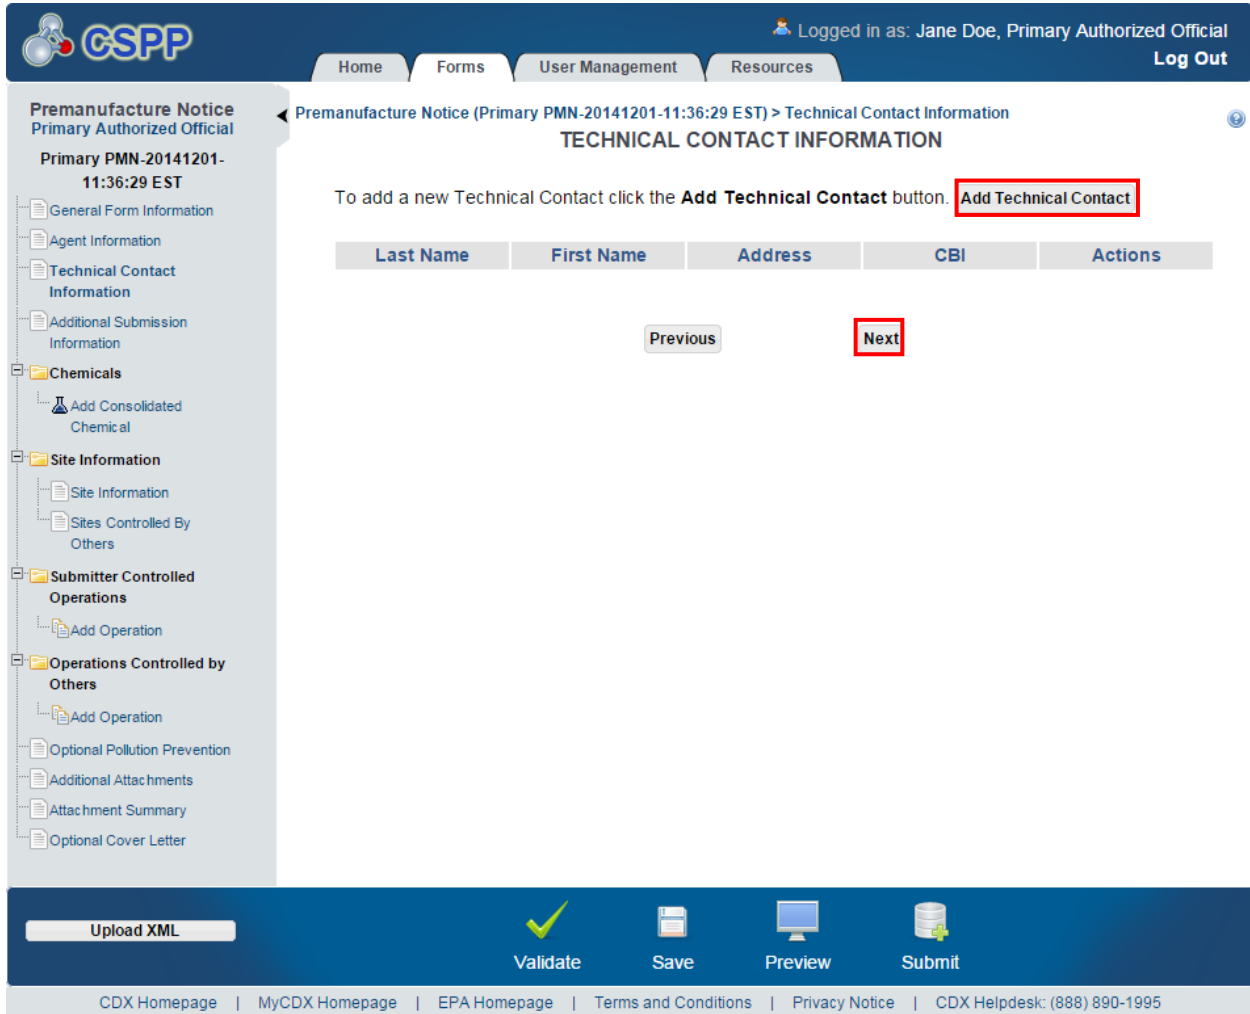 CSPP
Logged in as: Jane Doe, Primary Authorized Official
Log Out
Home
Forms
User Management
Resources
Premanufacture Notice
Primary Authorized Official
Primary PMN-20141201-
11:36:29 EST
General Form Information
Agent Information
Technical Contact
Information
Additional Submission
Information
Chemicals
Add Consolidated
Chemical
Site Information
Site Information
Sites Controlled By
Others
Submitter Controlled
Operations
Add Operation
Operations Controlled by
Others
Add Operation
Optional Pollution Prevention
Additional Attachments
Attachment Summary
Optional Cover Letter
Premanufacture Notice (Primary PMN-20141201-11:36:29 EST) > Technical Contact Information
TECHNICAL CONTACT INFORMATION
To add a new Technical Contact click the Add Technical Contact button. Add Technical Contact
Last Name First Name Address CBI Actions
Previous Next
Upload XML
Validate Save Preview Submit
CDX Homepage | MyCDX Homepage | EPA Homepage | Terms and Conditions | Privacy Notice | CDX Helpdesk: (888) 890-1995